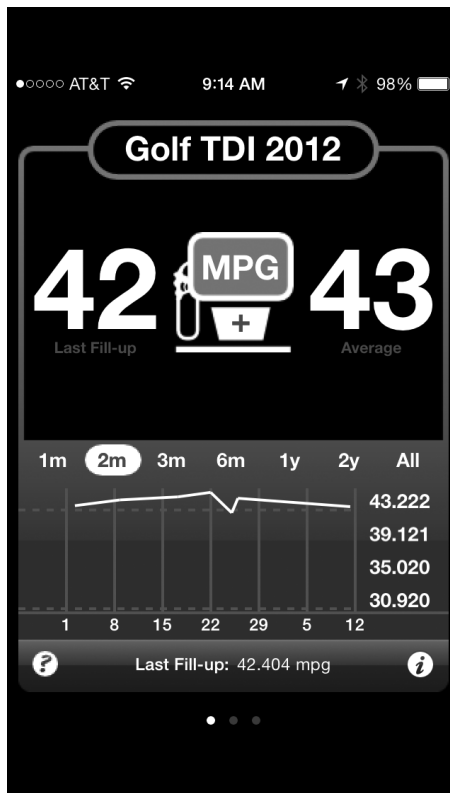 AT&T 9:14 AM 98%
Golf TDI 2012
42 MPG 43
+
Last Fill-up Average
1m 2m 3m 6m 1y 2y All
43.222
39.121
35.020
30.920
1 8 15 22 29 5 12
? Last Fill-up: 42.404 mpg i